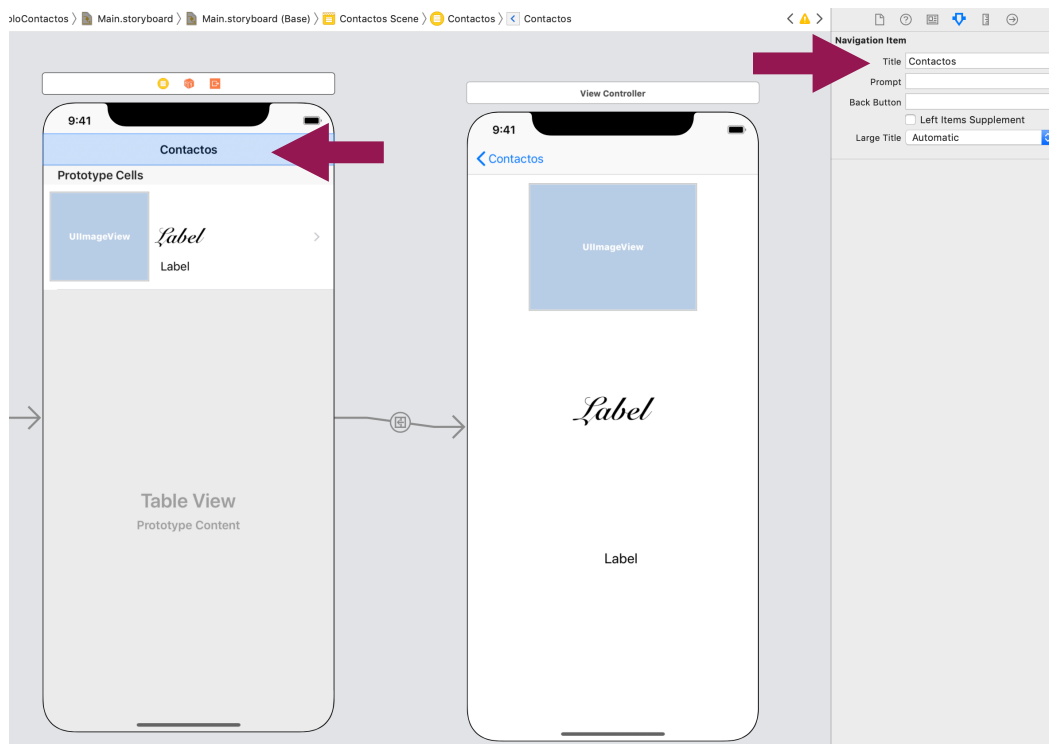 oloContactos 〉 Main.storyboard 〉 Main.storyboard (Base) 〉 Contactos Scene 〉 Contactos 〉 Contactos
Navigation Item
Title Contactos
Prompt
Back Button
Left Items Supplement
Large Title Automatic
9:41
Contactos
Prototype Cells
UIImageView
Label
Label
Table View
Prototype Content
View Controller
9:41
Contactos
UIImageView
Label
Label